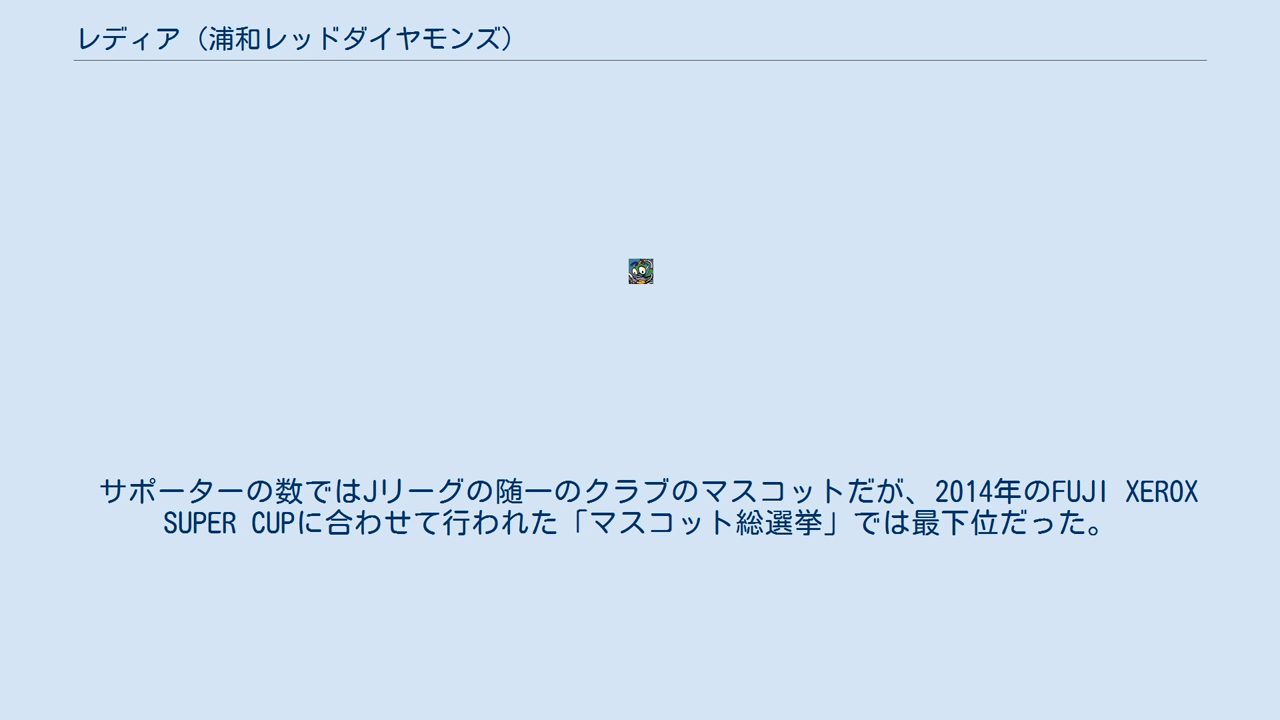 レディア（浦和レッドダイヤモンズ）
サポーターの数ではJリーグの随一のクラブのマスコットだが、2014年のFUJI XEROX
SUPER CUPに合わせて行われた「マスコット総選挙」では最下位だった。